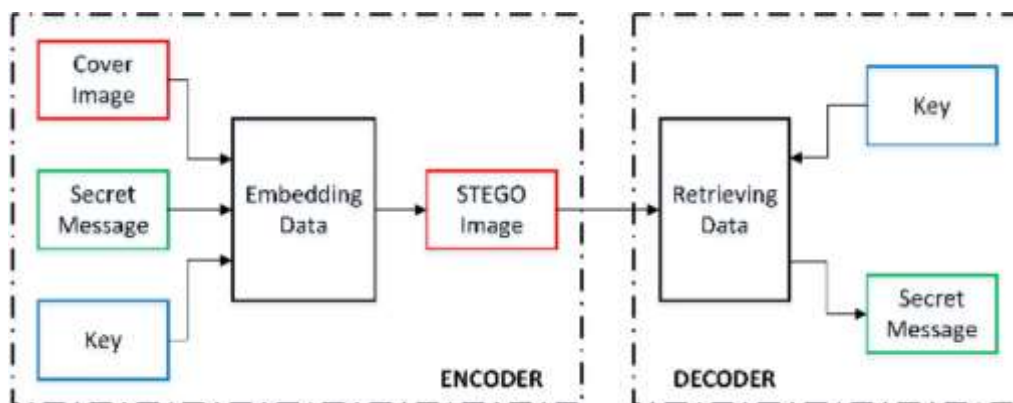 Cover
Image
Secret
Message
Key
Embedding
Data
STEGO
Image
ENCODER
Retrieving
Data
Key
Secret
Message
DECODER